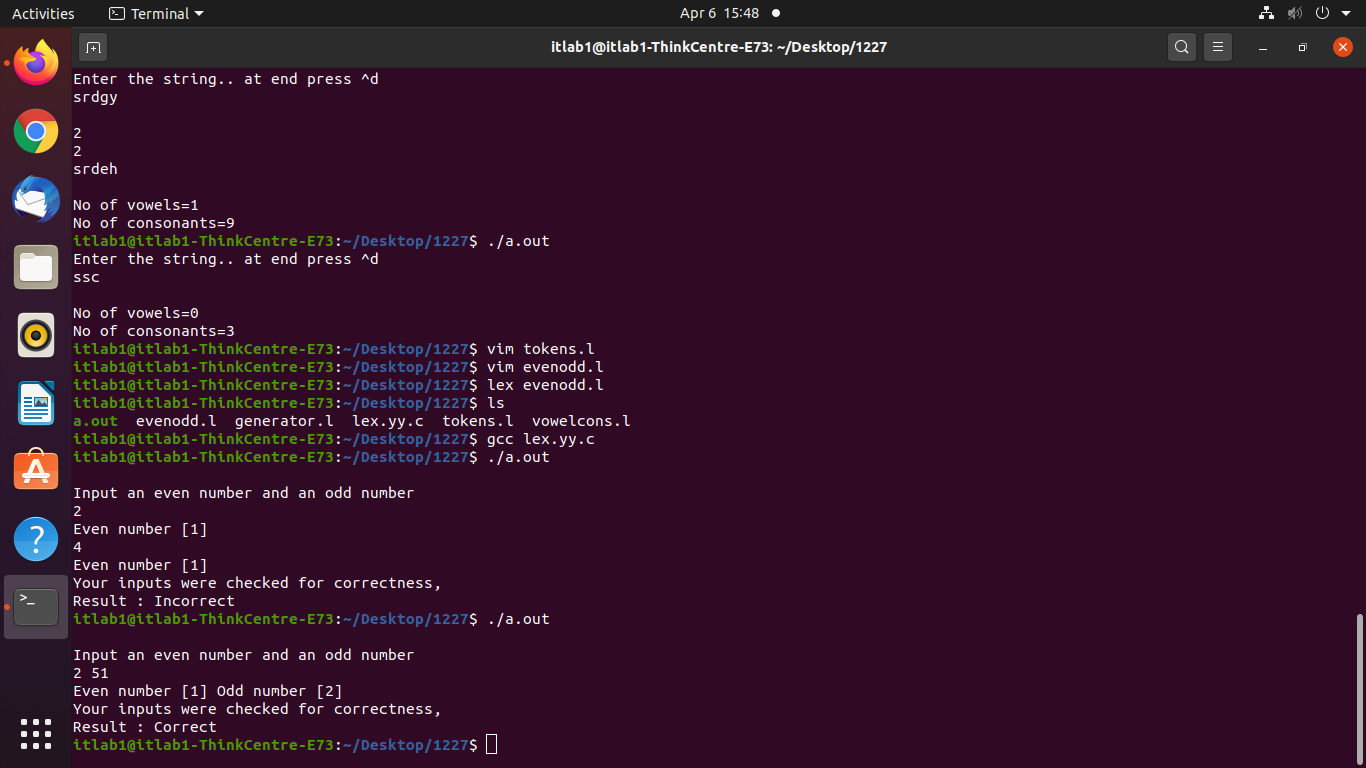 Activities
Terminal
Apr 6 15:48
itlab1@itlab1-ThinkCentre-E73: ~/Desktop/1227
Enter the string.. at end press ^d
srdgy
2
2
srdeh
No of vowels=1
No of consonants=9
itlab1@itlab1-ThinkCentre-E73:~/Desktop/1227$ ./a.out
Enter the string.. at end press ^d
ssc
No of vowels=0
No of consonants=3
itlab1@itlab1-ThinkCentre-E73:~/Desktop/1227$ vim tokens.l
itlab1@itlab1-ThinkCentre-E73:~/Desktop/1227$ vim evenodd.l
itlab1@itlab1-ThinkCentre-E73:~/Desktop/1227$ lex evenodd.l
itlab1@itlab1-ThinkCentre-E73:~/Desktop/1227$ ls
a.out  evenodd.l  generator.l  lex.yy.c  tokens.l  vowelcons.l
itlab1@itlab1-ThinkCentre-E73:~/Desktop/1227$ gcc lex.yy.c
itlab1@itlab1-ThinkCentre-E73:~/Desktop/1227$ ./a.out
Input an even number and an odd number
2
Even number [1]
4
Even number [1]
Your inputs were checked for correctness,
Result : Incorrect
itlab1@itlab1-ThinkCentre-E73:~/Desktop/1227$ ./a.out
Input an even number and an odd number
2 51
Even number [1] Odd number [2]
Your inputs were checked for correctness,
Result : Correct
itlab1@itlab1-ThinkCentre-E73:~/Desktop/1227$